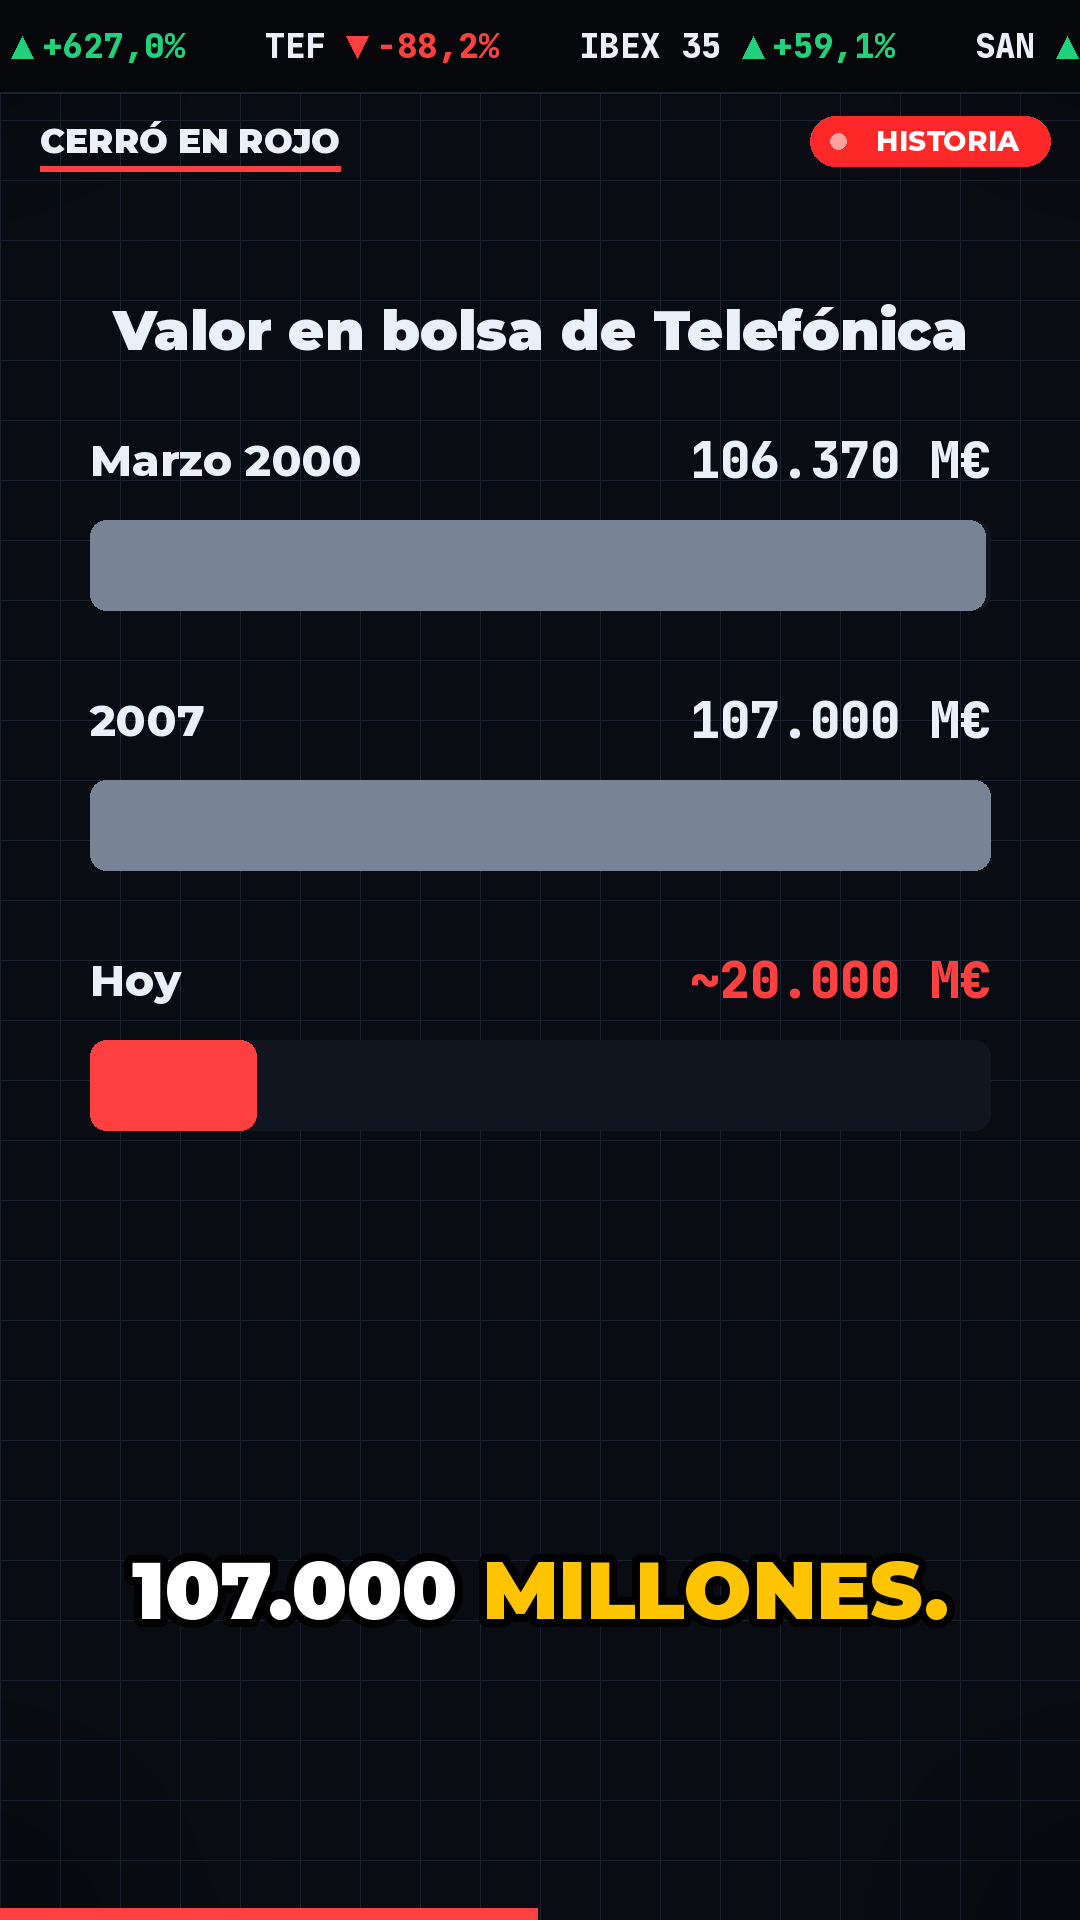 ▲+627,0% TEF ▼-88,2% IBEX 35 ▲+59,1% SAN ▲
CERRÓ EN ROJO
HISTORIA
Valor en bolsa de Telefónica
Marzo 2000 106.370 M€
2007 107.000 M€
Hoy ~20.000 M€
107.000 MILLONES.